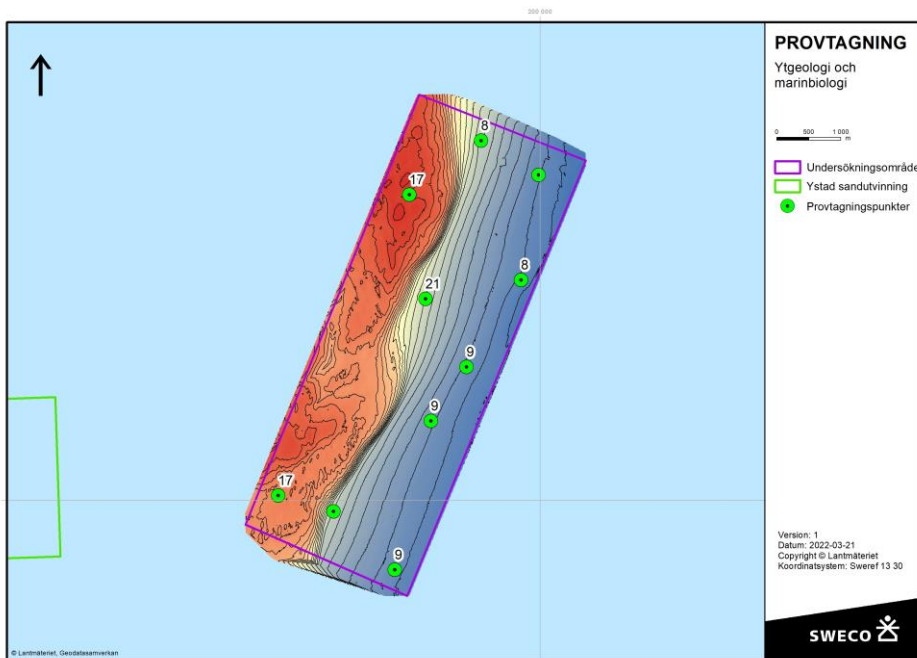 200 000
PROVTAGNING
Ytgeologi och
marinbiologi
0 500 1 000
m
Undersökningsområde
Ystad sandutvinning
Provtagningspunkter
8
17
8
21
9
9
17
9
Version: 1
Datum: 2022-03-21
Copyright © Lantmäteriet
Koordinatsystem: Sweref 13 30
SWECO
© Lantmäteriet, Geodatasamverkan